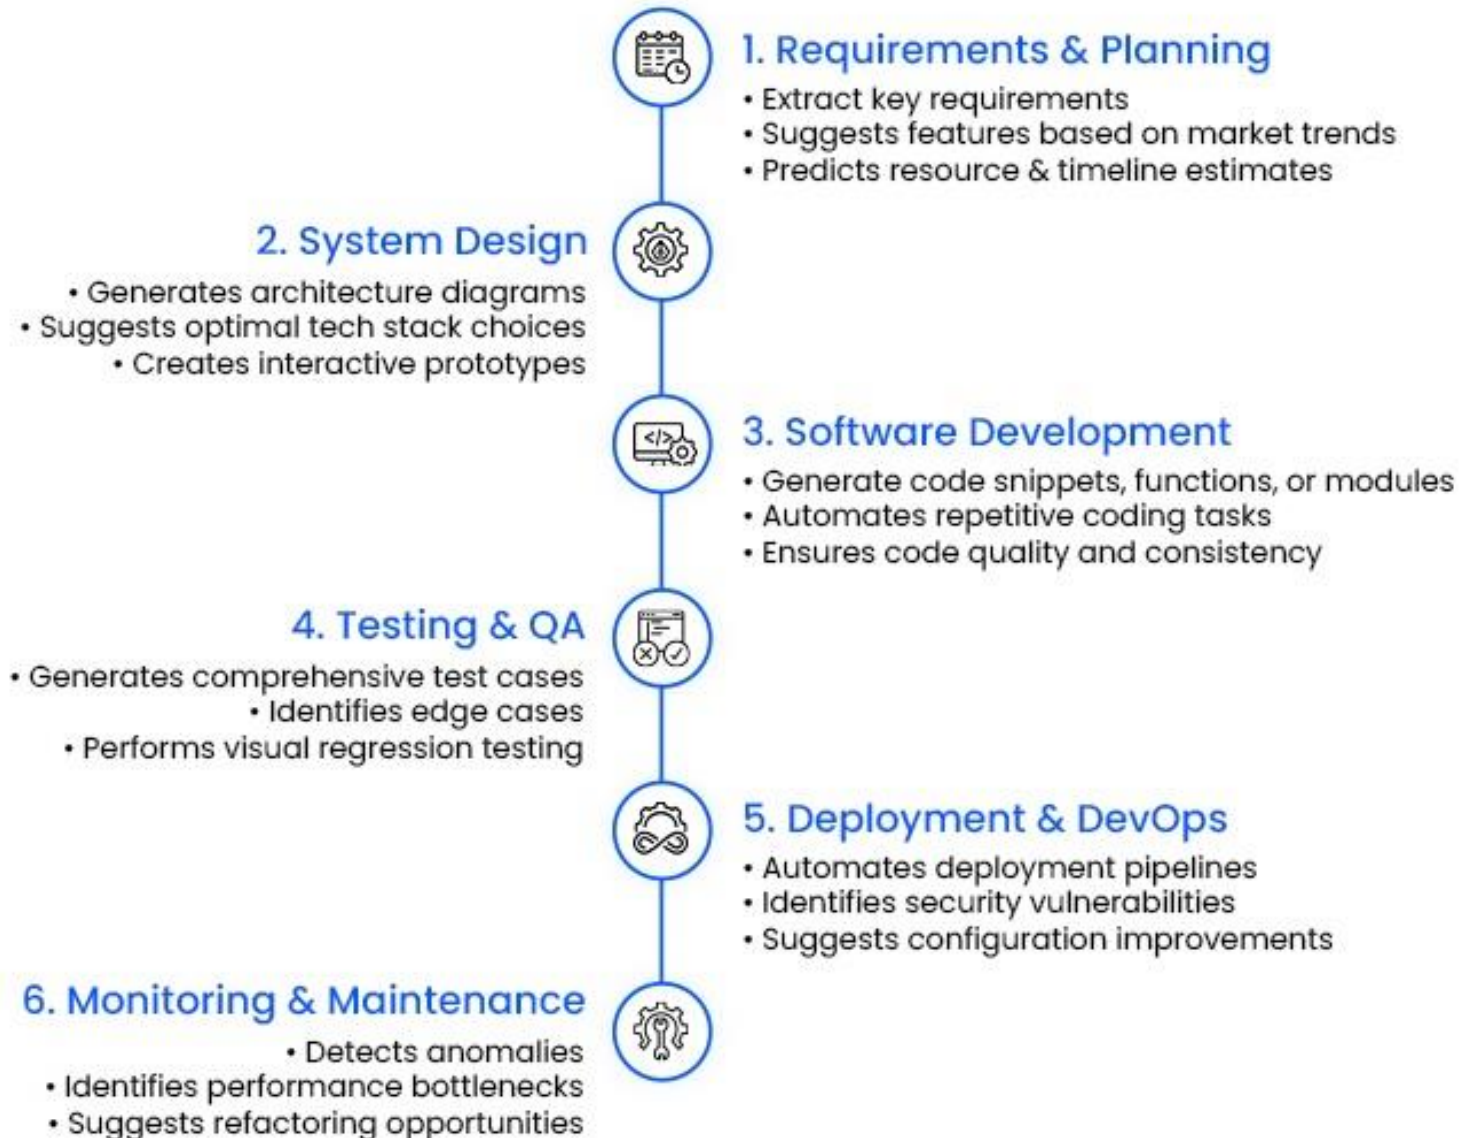 1. Requirements & Planning
• Extract key requirements
• Suggests features based on market trends
• Predicts resource & timeline estimates
2. System Design
• Generates architecture diagrams
• Suggests optimal tech stack choices
• Creates interactive prototypes
</>
3. Software Development
• Generate code snippets, functions, or modules
• Automates repetitive coding tasks
• Ensures code quality and consistency
4. Testing & QA
• Generates comprehensive test cases
• Identifies edge cases
• Performs visual regression testing
5. Deployment & DevOps
• Automates deployment pipelines
• Identifies security vulnerabilities
• Suggests configuration improvements
6. Monitoring & Maintenance
• Detects anomalies
• Identifies performance bottlenecks
• Suggests refactoring opportunities